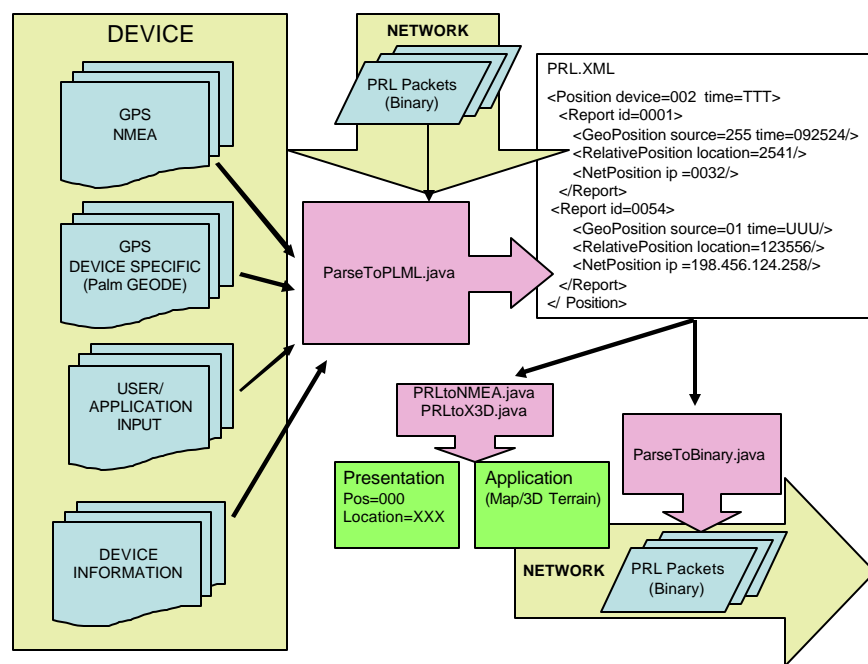 DEVICE
GPS
NMEA
GPS
DEVICE SPECIFIC
(Palm GEODE)
USER/
APPLICATION
INPUT
DEVICE
INFORMATION
NETWORK
PRL Packets
(Binary)
ParseToPLML.java
PRL.XML
<Position device=002 time=TTT>
<Report id=0001>
<GeoPosition source=255 time=092524/>
<RelativePosition location=2541/>
<NetPosition ip =0032/>
</Report>
<Report id=0054>
<GeoPosition source=01 time=UUU/>
<RelativePosition location=123556/>
<NetPosition ip =198.456.124.258/>
</Report>
</ Position>
PRLtoNMEA.java
PRLtoX3D.java
Presentation
Pos=000
Location=XXX
Application
(Map/3D Terrain)
ParseToBinary.java
NETWORK
PRL Packets
(Binary)